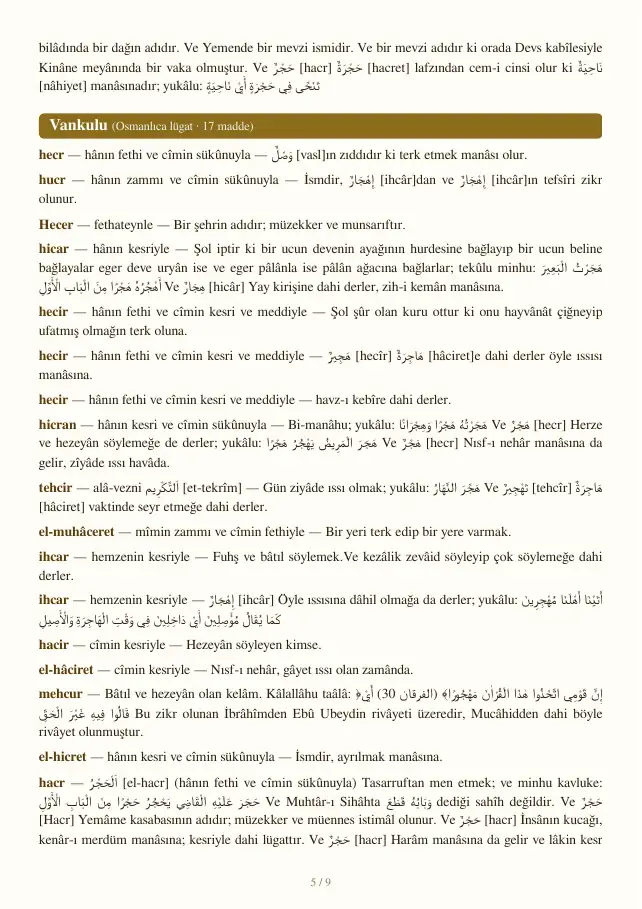 bilâdında bir dağın adıdır. Ve Yemende bir mevzi ismidir. Ve bir mevzi adıdır ki orada Devs kabîlesiyle
Kinâne meyânında bir vaka olmuştur. Ve حَجْرٌ [hacr] حَجْرَةٌ [hacret] lafzından cem-i cinsi olur ki نَاحِيَةٌ
[nâhiyet] manâsınadır; yukâlu: تَنَحَّى فِي حَجْرَةٍ أَيْ نَاحِيَةٍ
Vankulu (Osmanlıca lügat · 17 madde)
hecr — hânın fethi ve cîmin sükûnuyla — وَصْلٌ [vasl]ın zıddıdır ki terk etmek manâsı olur.
hucr — hânın zammı ve cîmin sükûnuyla — İsmdir, إِهْجَارٌ [ihcâr]dan ve إِهْجَارٌ [ihcâr]ın tefsîri zikr
olunur.
Hecer — fethateynle — Bir şehrin adıdır; müzekker ve munsarıftır.
hicar — hânın kesriyle — Şol iptir ki bir ucun devenin ayağının hurdesine bağlayıp bir ucun beline
bağlayalar eger deve uryân ise ve eger pâlânla ise pâlân ağacına bağlarlar; tekûlu minhu: هَجَرْتُ الْبَعِيرَ
أَهْجُرُهُ هَجْرًا مِنَ الْبَابِ الْأَوَّلِ Ve هِجَارٌ [hicâr] Yay kirişine dahi derler, zih-i kemân manâsına.
hecir — hânın fethi ve cîmin kesri ve meddiyle — Şol şûr olan kuru ottur ki onu hayvânât çiğneyip
ufatmış olmağın terk oluna.
hecir — hânın fethi ve cîmin kesri ve meddiyle — هَجِيرٌ [hecîr] هَاجِرَةٌ [hâciret]e dahi derler öyle ıssısı
manâsına.
hecir — hânın fethi ve cîmin kesri ve meddiyle — havz-ı kebîre dahi derler.
hicran — hânın kesri ve cîmin sükûnuyla — Bi-manâhu; yukâlu: هَجَرْتُهُ هَجْرًا وَهِجْرَانًا Ve هَجْرٌ [hecr] Herze
ve hezeyân söylemeğe de derler; yukâlu: هَجَرَ الْمَرِيضُ يَهْجُرُ هَجْرًا Ve هَجْرٌ [hecr] Nısf-ı nehâr manâsına da
gelir, zîyâde ıssı havâda.
tehcir — alâ-vezni اَلتَّكْرِيم [et-tekrîm] — Gün ziyâde ıssı olmak; yukâlu: هَجَّرَ النَّهَارُ Ve تَهْجِيرٌ [tehcîr] هَاجِرَةٌ
[hâciret] vaktinde seyr etmeğe dahi derler.
el-muhâceret — mîmin zammı ve cîmin fethiyle — Bir yeri terk edip bir yere varmak.
ihcar — hemzenin kesriyle — Fuhş ve bâtıl söylemek.Ve kezâlik zevâid söyleyip çok söylemeğe dahi
derler.
ihcar — hemzenin kesriyle — إِهْجَارٌ [ihcâr] Öyle ıssısına dâhil olmağa da derler; yukâlu: أَتَيْنَا أَهْلَنَا مُهْجِرِينَ
كَمَا يُقَالُ مُؤْصِلِينَ أَيْ دَاخِلِينَ فِي وَقْتِ الْهَاجِرَةِ وَالْأَصِيلِ
hacir — cîmin kesriyle — Hezeyân söyleyen kimse.
el-hâciret — cîmin kesriyle — Nısf-ı nehâr, gâyet ıssı olan zamânda.
mehcur — Bâtıl ve hezeyân olan kelâm. Kâlallâhu taâlâ: ﴿إِنَّ قَوْمِي اتَّخَذُوا هَذَا الْقُرْآنَ مَهْجُورًا﴾ (الفرقان 30) أَيْ
قَالُوا فِيهِ غَيْرَ الْحَقِّ Bu zikr olunan İbrâhîmden Ebû Ubeydin rivâyeti üzeredir, Mucâhidden dahi böyle
rivâyet olunmuştur.
el-hicret — hânın kesri ve cîmin sükûnuyla — İsmdir, ayrılmak manâsına.
hacr — اَلْحَجْرُ [el-hacr] (hânın fethi ve cîmin sükûnuyla) Tasarruftan men etmek; ve minhu kavluke:
حَجَرَ عَلَيْهِ الْقَاضِي يَحْجُرُ حَجْرًا مِنَ الْبَابِ الْأَوَّلِ Ve Muhtâr-ı Sihâhta وَبَابُهُ قَطَعَ dediği sahîh değildir. Ve حَجْرٌ
[Hacr] Yemâme kasabasının adıdır; müzekker ve müennes istimâl olunur. Ve حَجْرٌ [hacr] İnsânın kucağı,
kenâr-ı merdüm manâsına; kesriyle dahi lügattır. Ve حَجْرٌ [hacr] Harâm manâsına da gelir ve lâkin kesr
5 / 9